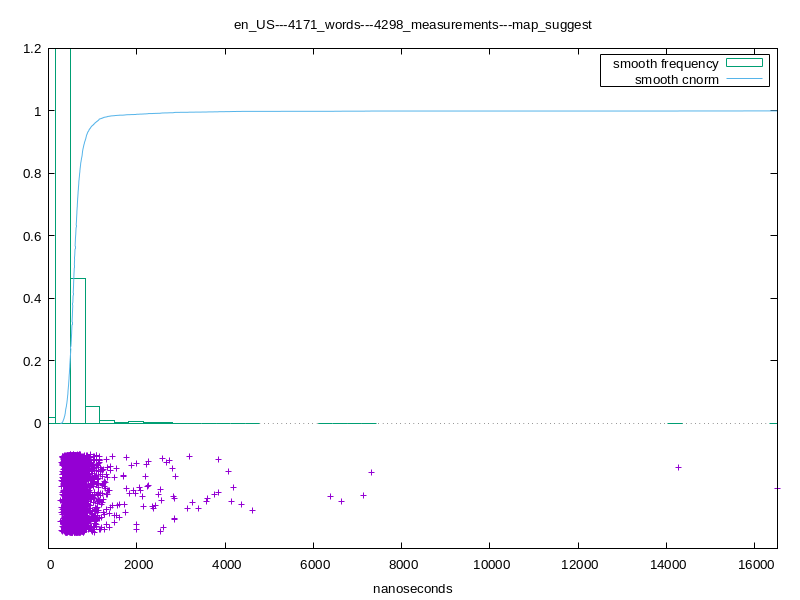 en_US---4171_words---4298_measurements---map_suggest
smooth frequency
smooth cnorm
1.2
1
0.8
0.6
0.4
0.2
0
0 2000 4000 6000 8000 10000 12000 14000 16000
nanoseconds